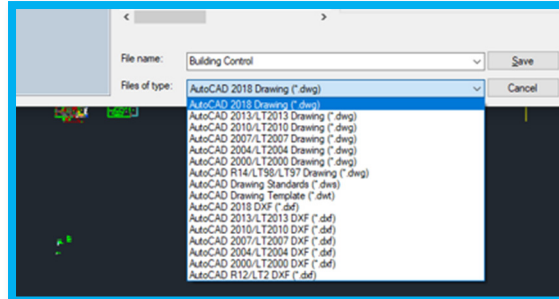 File name: Building Control Save
Files of type: AutoCAD 2018 Drawing (*.dwg) Cancel
AutoCAD 2018 Drawing (*.dwg)
AutoCAD 2013/LT2013 Drawing (*.dwg)
AutoCAD 2010/LT2010 Drawing (*.dwg)
AutoCAD 2007/LT2007 Drawing (*.dwg)
AutoCAD 2004/LT2004 Drawing (*.dwg)
AutoCAD 2000/LT2000 Drawing (*.dwg)
AutoCAD R14/LT98/LT97 Drawing (*.dwg)
AutoCAD Drawing Standards (*.dws)
AutoCAD Drawing Template (*.dwt)
AutoCAD 2018 DXF (*.dxf)
AutoCAD 2013/LT2013 DXF (*.dxf)
AutoCAD 2010/LT2010 DXF (*.dxf)
AutoCAD 2007/LT2007 DXF (*.dxf)
AutoCAD 2004/LT2004 DXF (*.dxf)
AutoCAD 2000/LT2000 DXF (*.dxf)
AutoCAD R12/LT2 DXF (*.dxf)